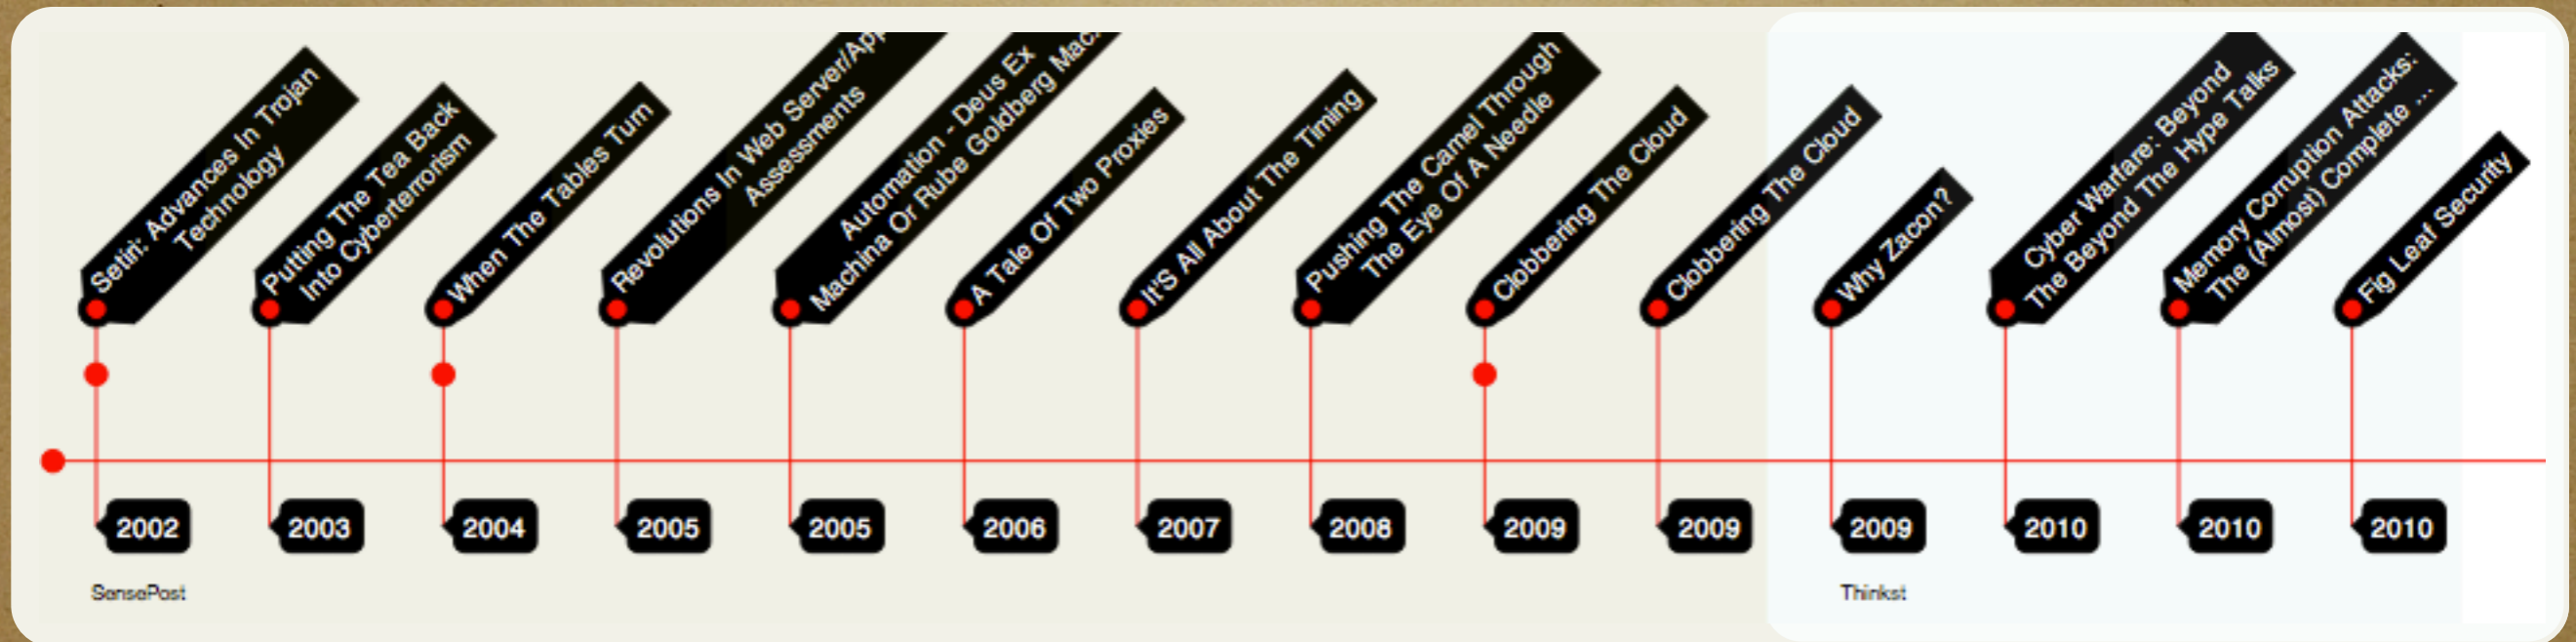 Setiri: Advances In Trojan
Technology
Putting The Tea Back
Into Cyberterrorism
When The Tables Turn
Revolutions In Web Server/App
Assessments
Automation - Deus Ex
Machina Or Rube Goldberg Mac
A Tale Of Two Proxies
It'S All About The Timing
Pushing The Camel Through
The Eye Of A Needle
Clobbering The Cloud
Clobbering The Cloud
Why Zacon?
Cyber Warfare: Beyond
The Beyond The Hype Talks
Memory Corruption Attacks:
The (Almost) Complete ...
Fig Leaf Security
2002
2003
2004
2005
2005
2006
2007
2008
2009
2009
2009
2010
2010
2010
SensePost
Thinkst